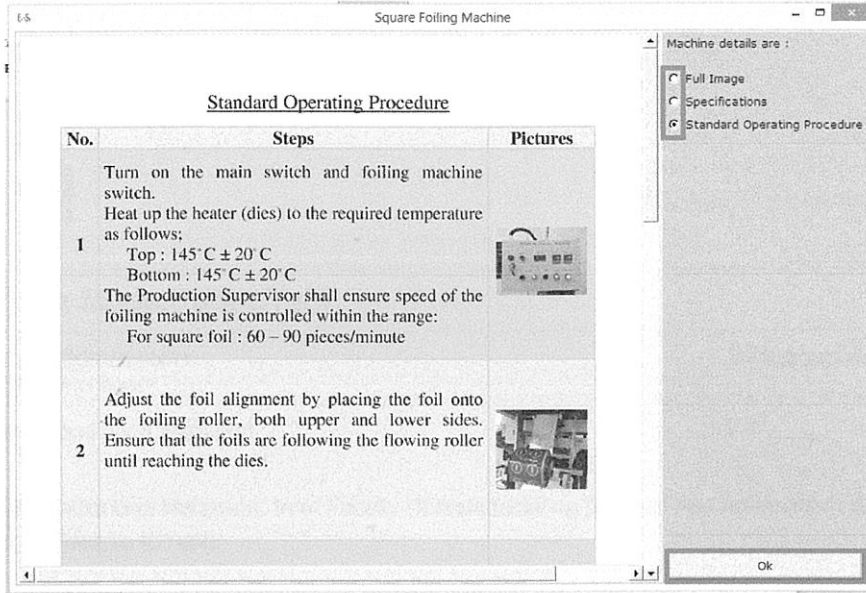 E-S
Square Foiling Machine
Machine details are :
Full Image
Specifications
Standard Operating Procedure
Standard Operating Procedure
No.
Steps
Pictures
1
Turn on the main switch and foiling machine
switch.
Heat up the heater (dies) to the required temperature
as follows:
Top : 145˚C ± 20˚C
Bottom : 145˚C ± 20˚C
The Production Supervisor shall ensure speed of the
foiling machine is controlled within the range:
For square foil : 60 – 90 pieces/minute
2
Adjust the foil alignment by placing the foil onto
the foiling roller, both upper and lower sides.
Ensure that the foils are following the flowing roller
until reaching the dies.
Ok